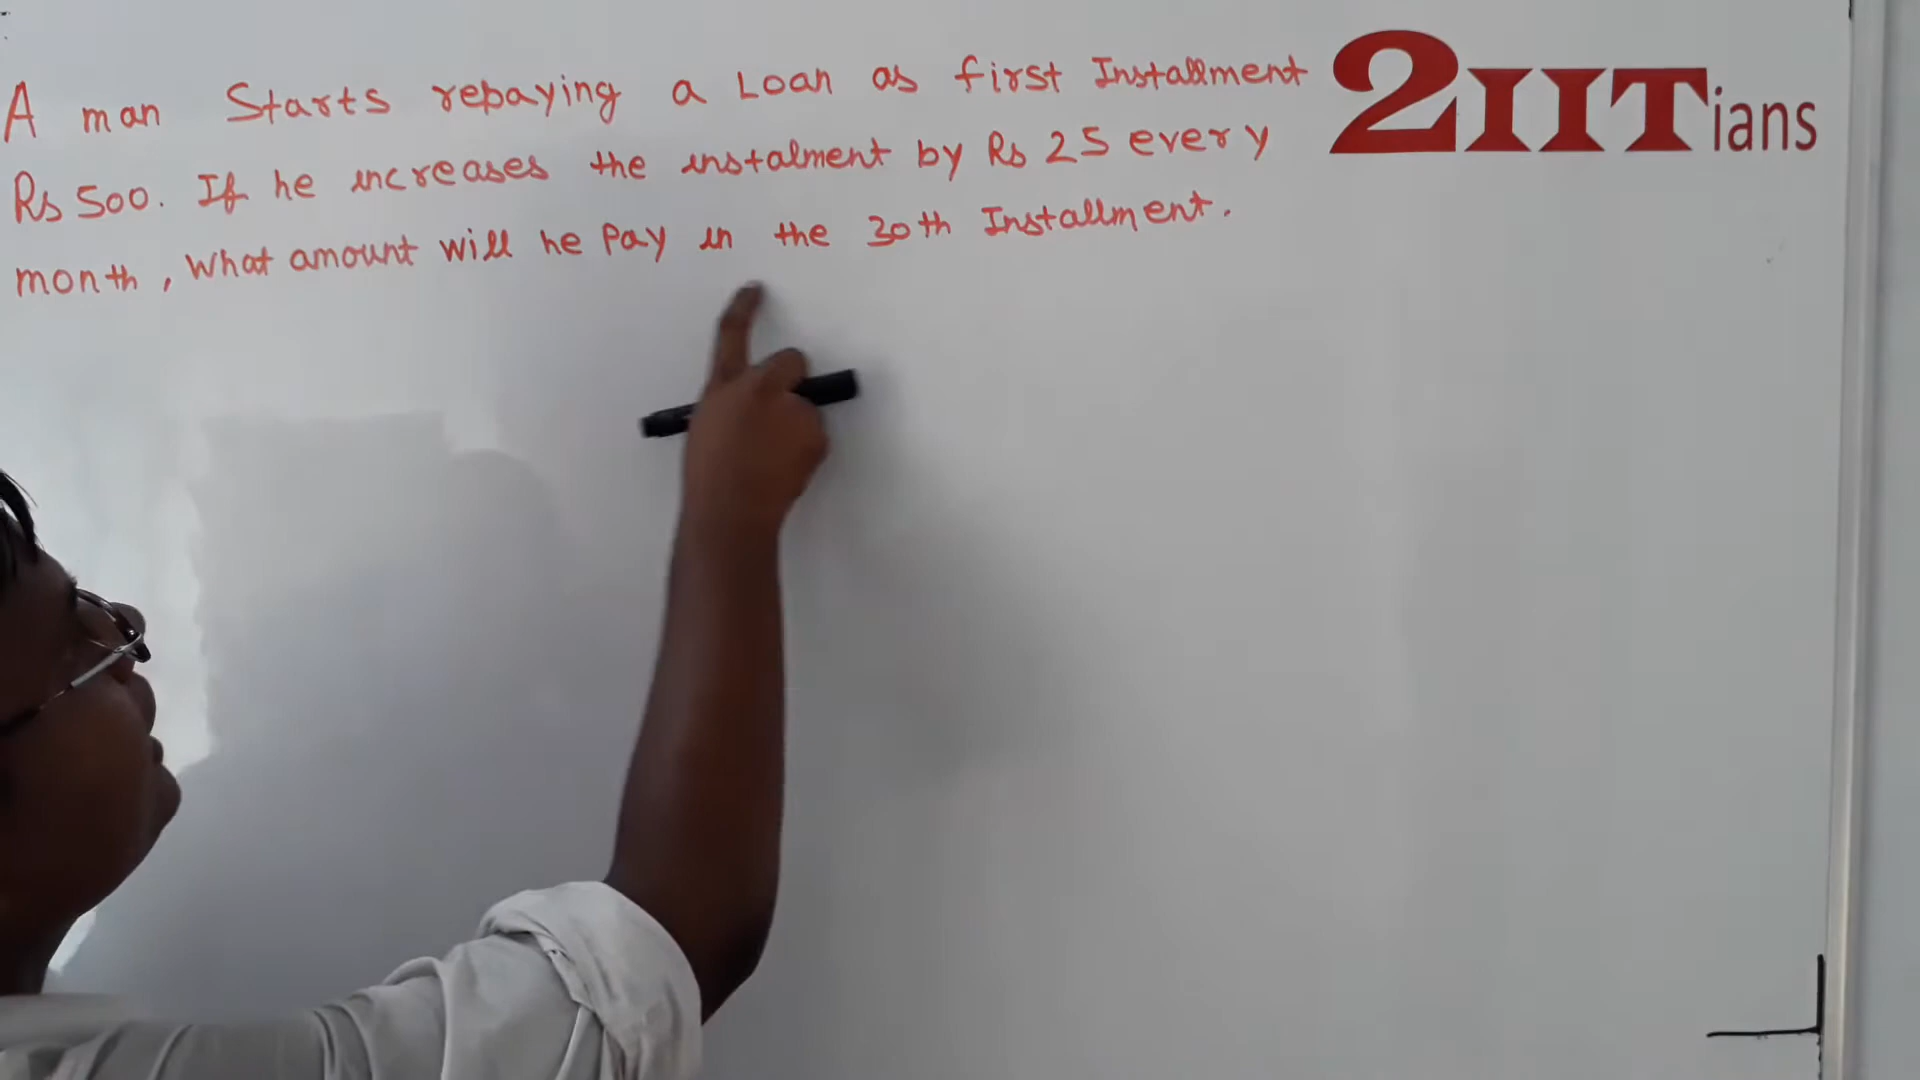 A man Starts repaying a Loan as first Installment
Rs 500. If he increases the instalment by Rs 25 every
month, What amount will he Pay in the 30th Installment.
2IITians